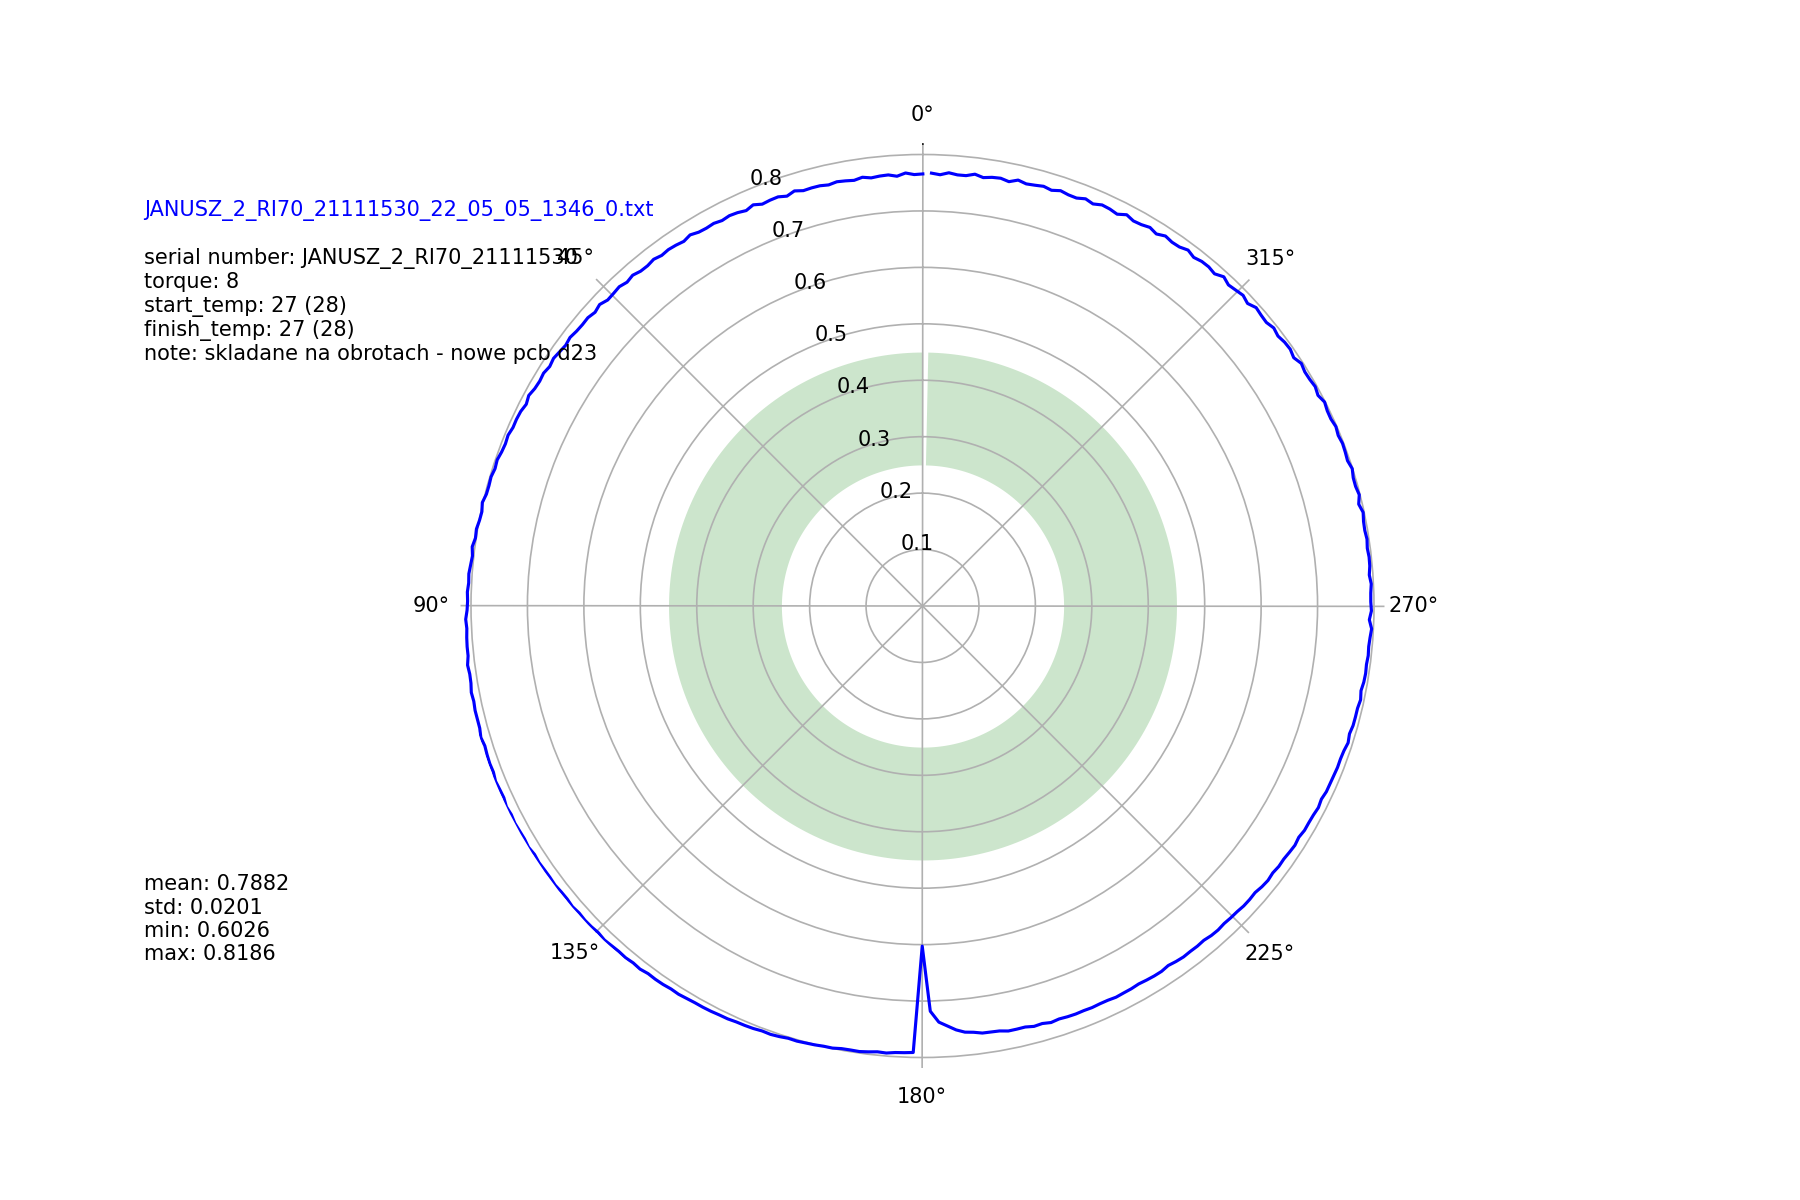 0°
0.8
JANUSZ_2_RI70_21111530_22_05_05_1346_0.txt
0.7
serial number: JANUSZ_2_RI70_21111530
45°
315°
torque: 8
0.6
start_temp: 27 (28)
finish_temp: 27 (28)
0.5
note: skladane na obrotach - nowe pcb d23
0.4
0.3
0.2
0.1
90°
270°
mean: 0.7882
std: 0.0201
min: 0.6026
max: 0.8186
135°
225°
180°